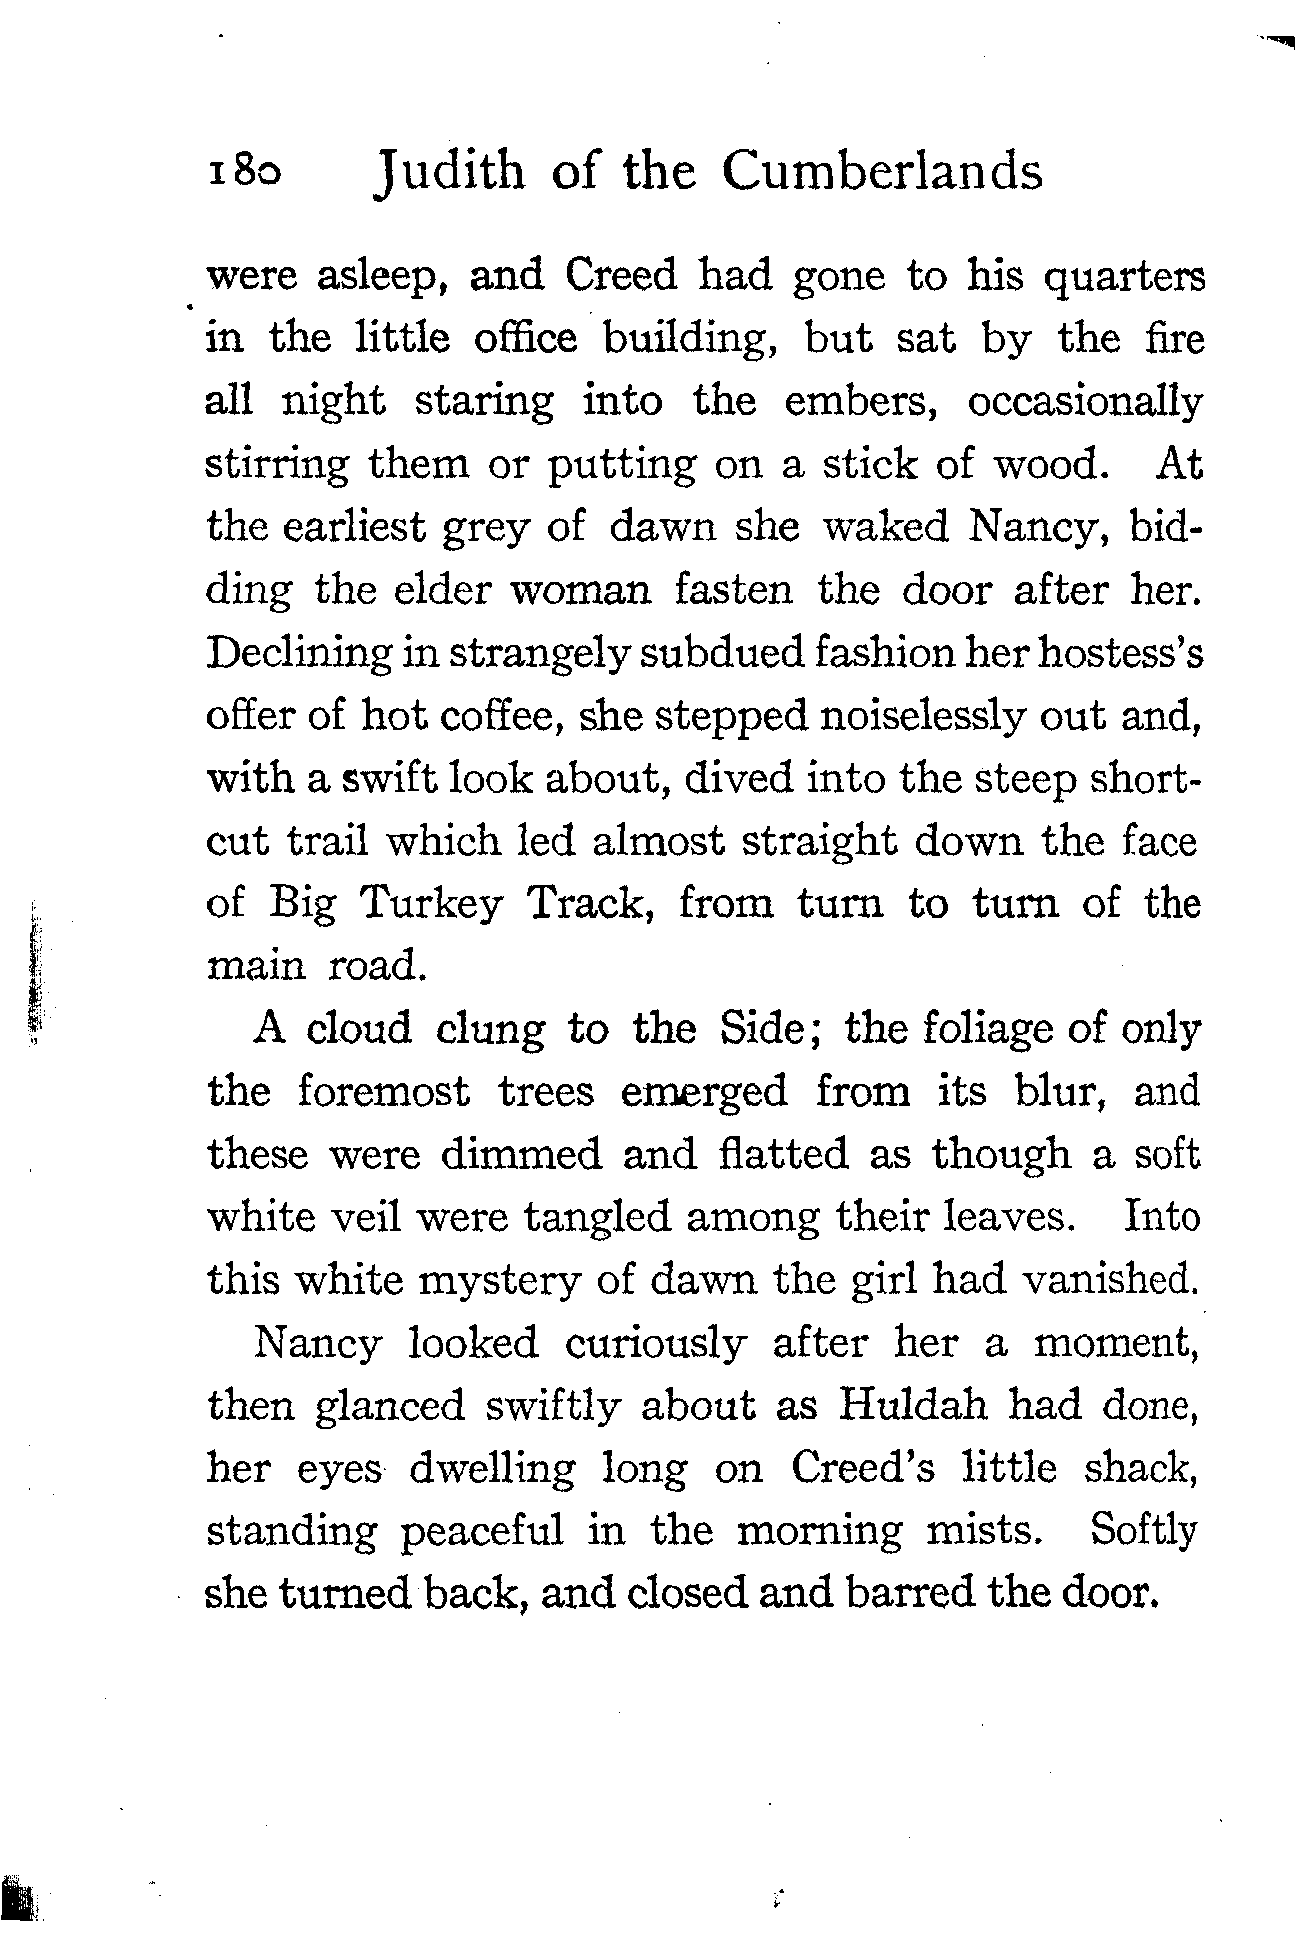 180 Judith of the Cumberlands
were asleep, and Creed had gone to his quarters
in the little office building, but sat by the fire
all night staring into the embers, occasionally
stirring them or putting on a stick of wood. At
the earliest grey of dawn she waked Nancy, bid-
ding the elder woman fasten the door after her.
Declining in strangely subdued fashion her hostess's
offer of hot coffee, she stepped noiselessly out and,
with a swift look about, dived into the steep short-
cut trail which led almost straight down the face
of Big Turkey Track, from turn to turn of the
main road.
A cloud clung to the Side; the foliage of only
the foremost trees emerged from its blur, and
these were dimmed and flatted as though a soft
white veil were tangled among their leaves. Into
this white mystery of dawn the girl had vanished.
Nancy looked curiously after her a moment,
then glanced swiftly about as Huldah had done,
her eyes dwelling long on Creed's little shack,
standing peaceful in the morning mists. Softly
she turned back, and closed and barred the door.